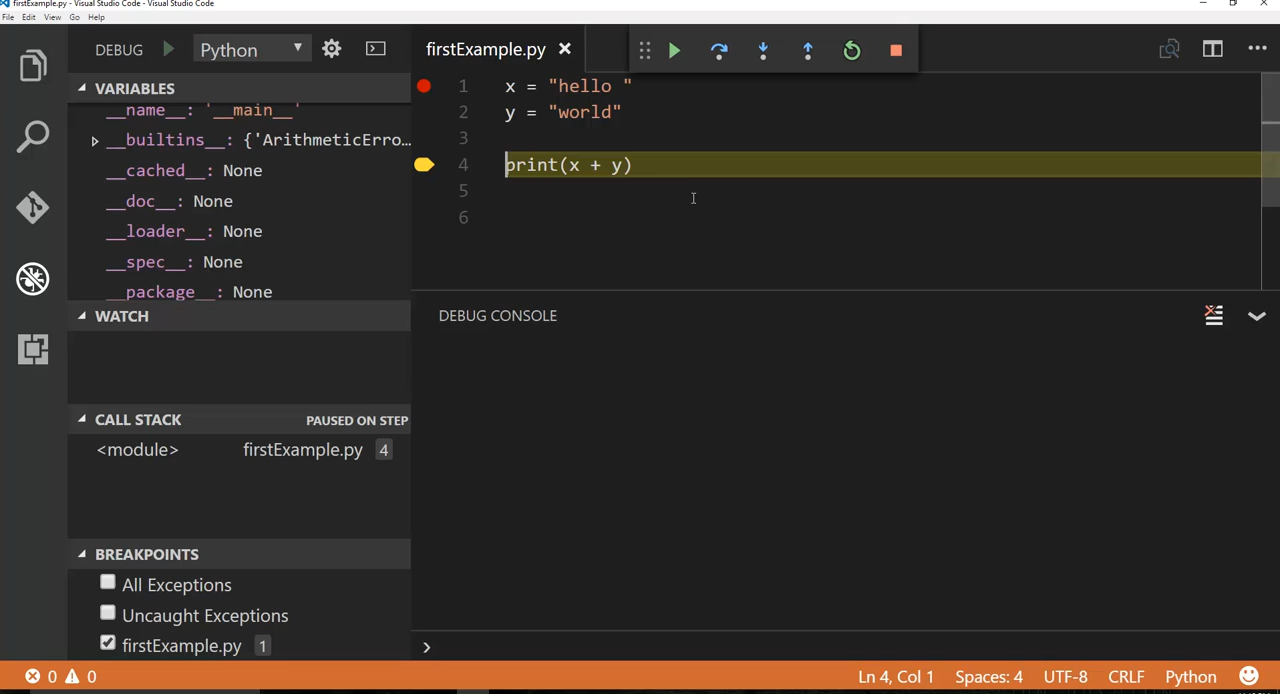 firstExample.py - Visual Studio Code - Visual Studio Code
File Edit View Go Help
DEBUG Python
VARIABLES
__name__: '__main__'
__builtins__: {'ArithmeticErro...
__cached__: None
__doc__: None
__loader__: None
__spec__: None
__package__: None
WATCH
CALL STACK PAUSED ON STEP
<module> firstExample.py 4
BREAKPOINTS
All Exceptions
Uncaught Exceptions
firstExample.py 1
firstExample.py
1 x = "hello "
2 y = "world"
3
4 print(x + y)
5
6
DEBUG CONSOLE
0 0 Ln 4, Col 1 Spaces: 4 UTF-8 CRLF Python